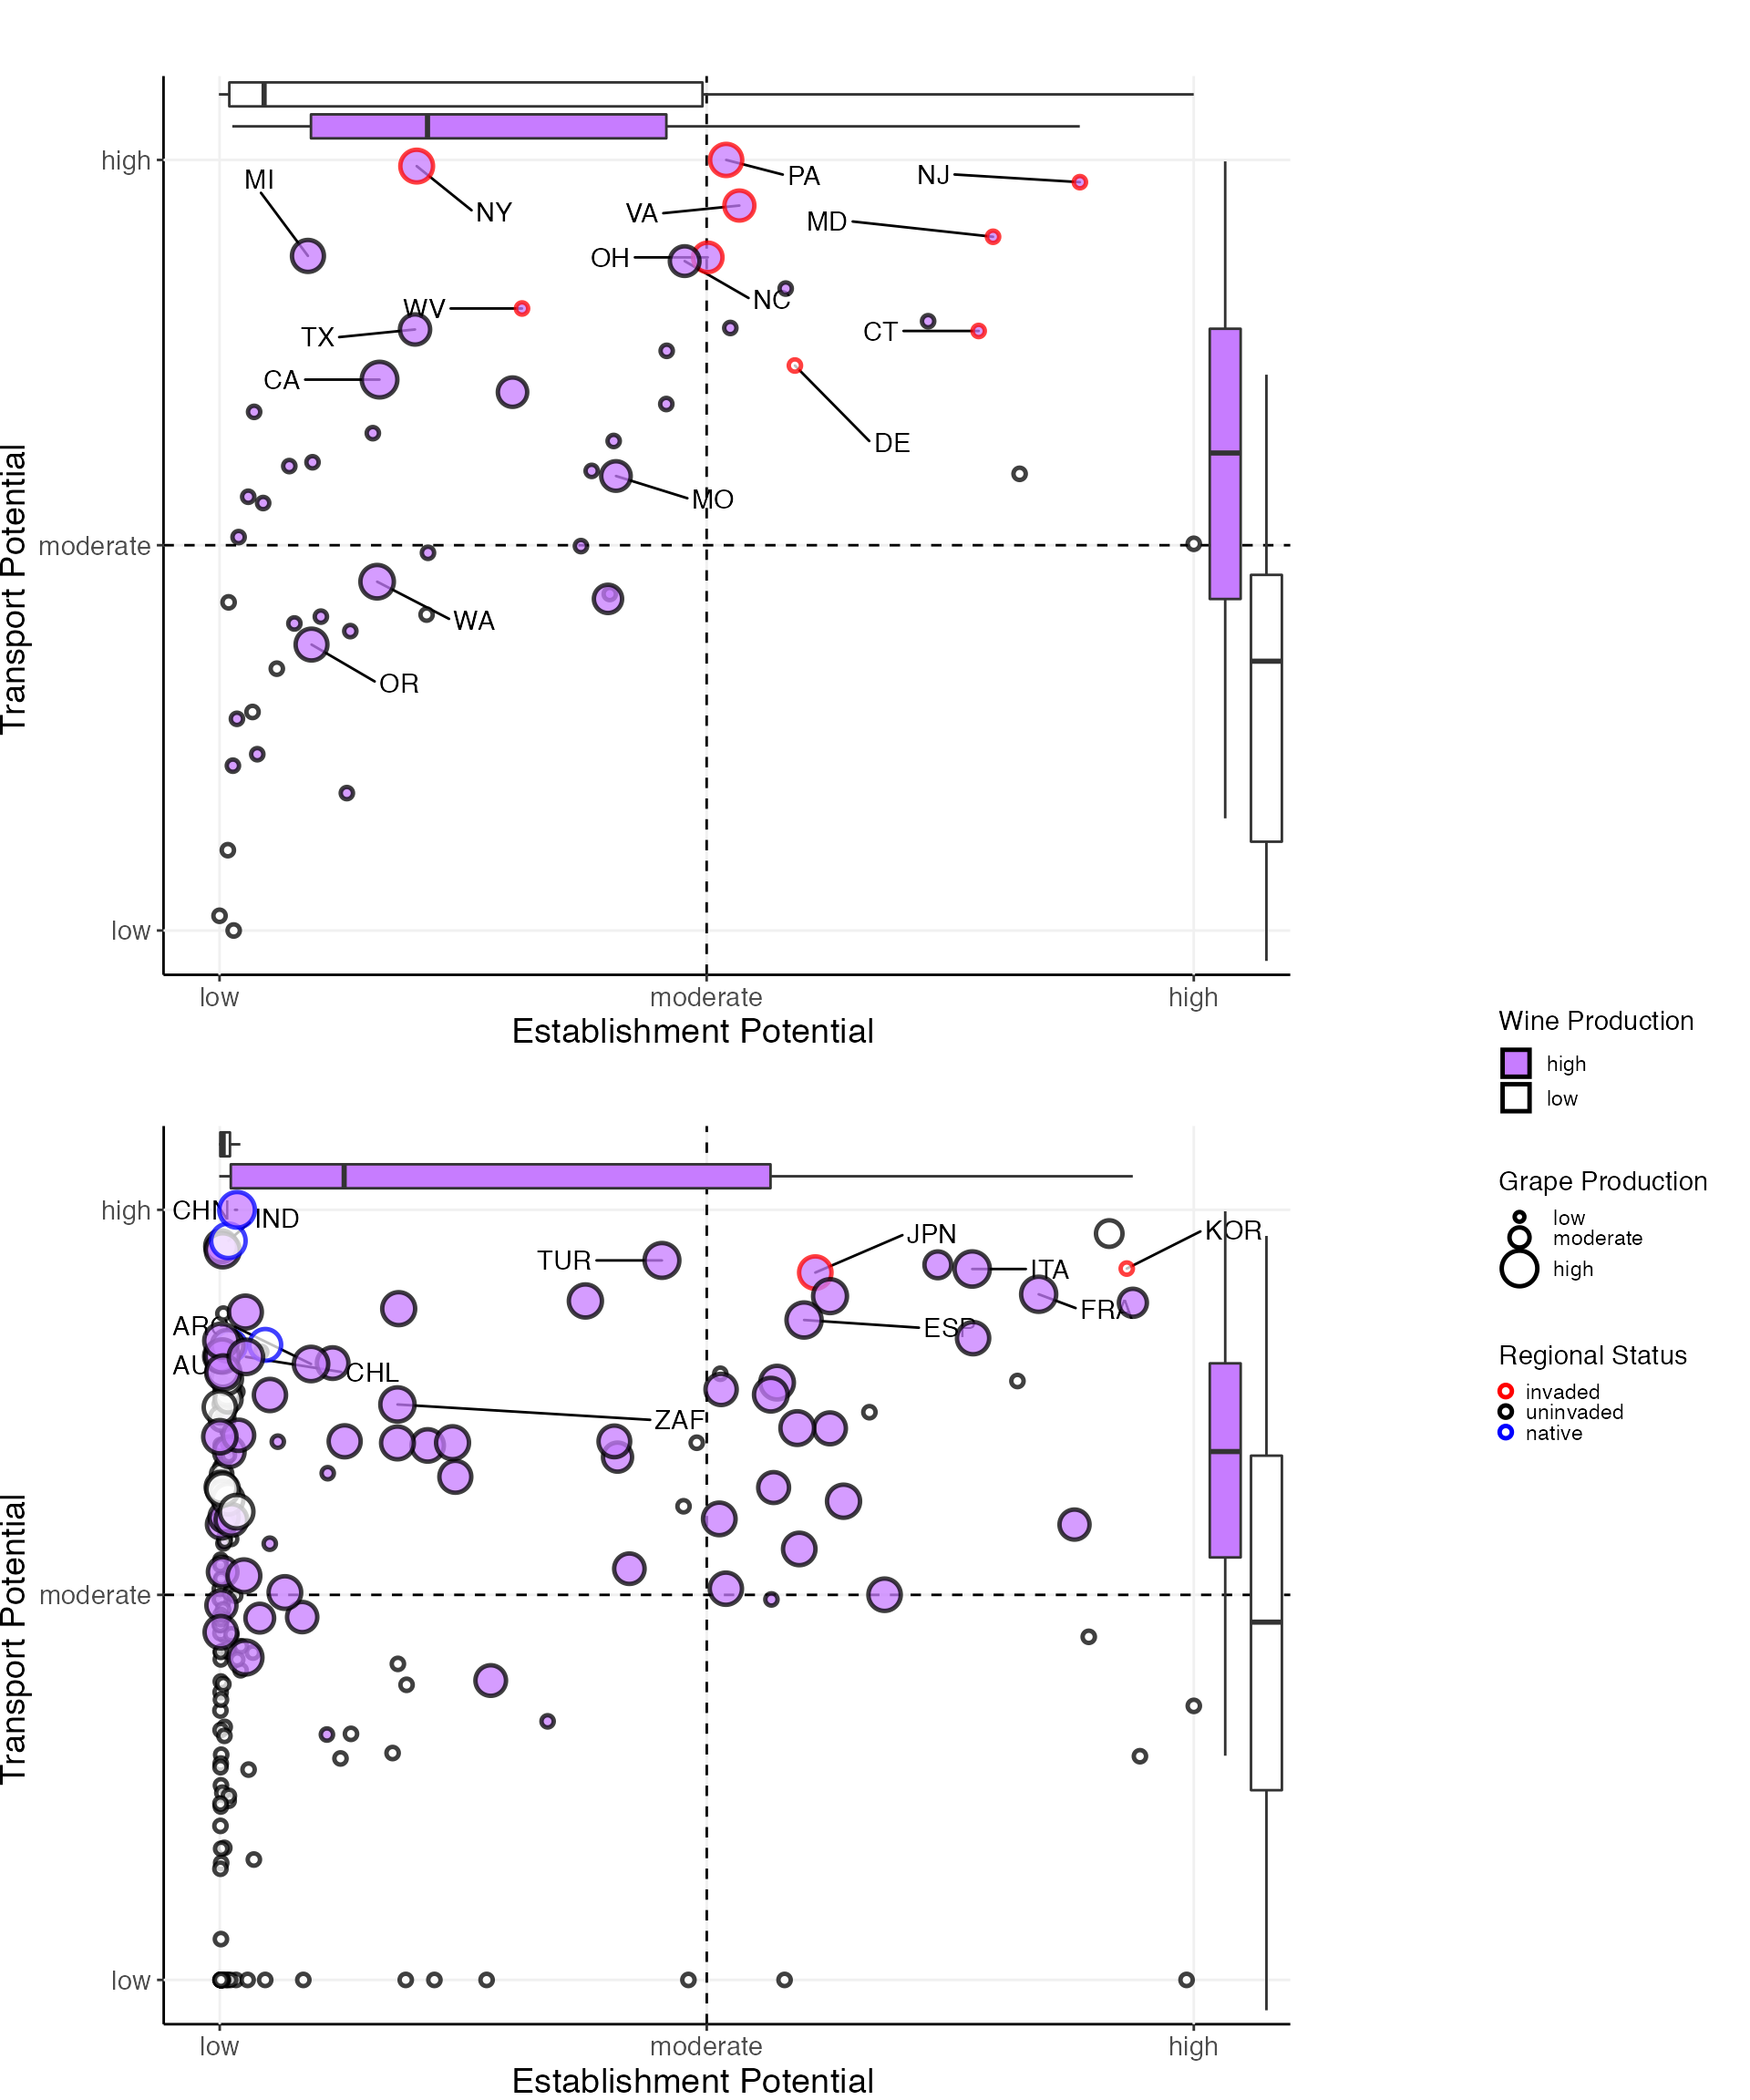 high
MI
NY
PA
NJ
VA
MD
OH
NC
WV
TX
CT
CA
DE
MO
moderate
WA
OR
low
Transport Potential
low
moderate
high
Establishment Potential
Wine Production
high
low
Grape Production
low
moderate
high
Regional Status
invaded
uninvaded
native
high
CHN
IND
TUR
JPN
KOR
ITA
FRA
ESP
ARG
CHL
ZAF
moderate
low
Transport Potential
low
moderate
high
Establishment Potential